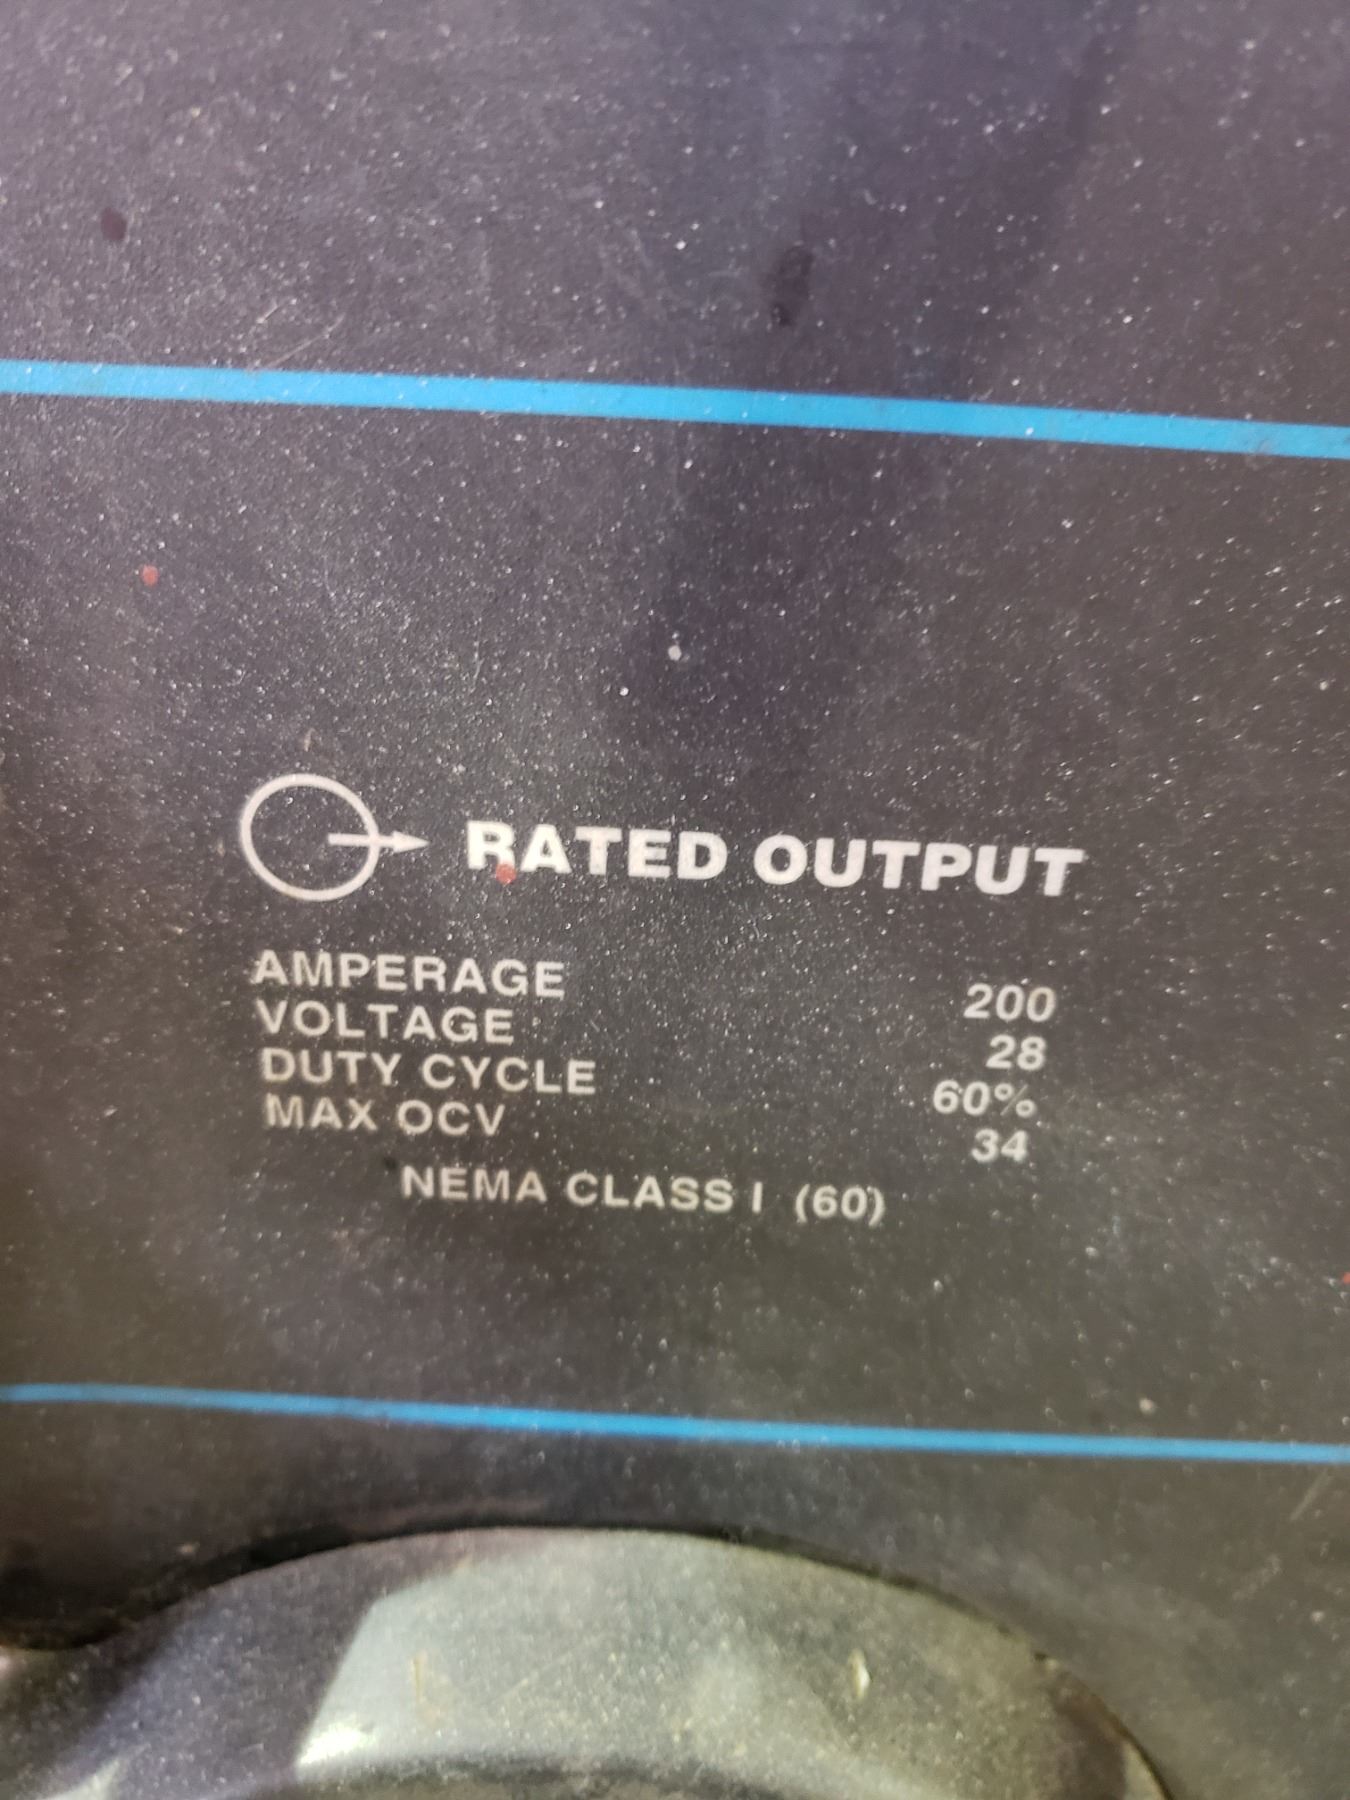 RATED OUTPUT
AMPERAGE 200
VOLTAGE 28
DUTY CYCLE 60%
MAX OCV 34
NEMA CLASS I (60)